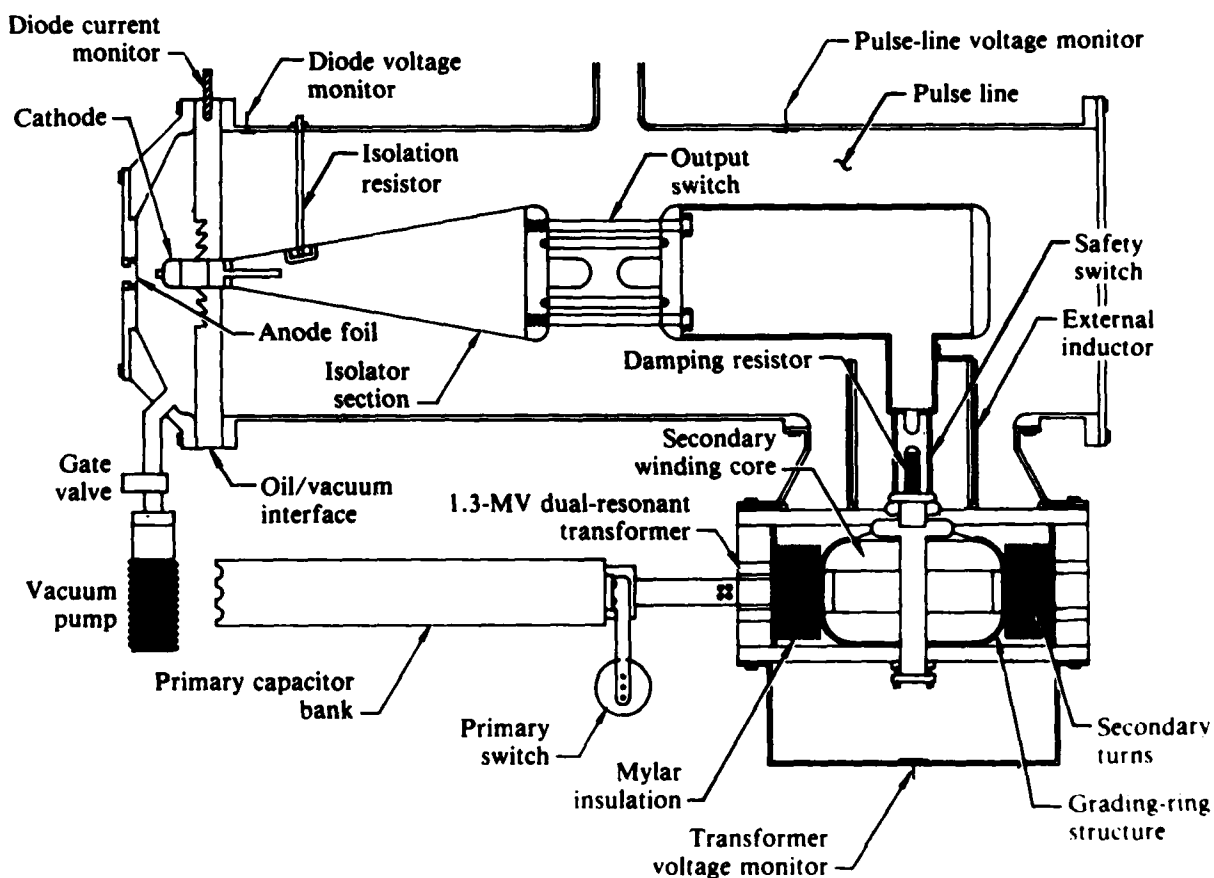 Diode current
monitor
Diode voltage
monitor
Pulse-line voltage monitor
Pulse line
Cathode
Isolation
resistor
Output
switch
Safety
switch
Anode foil
External
inductor
Damping resistor
Isolator
section
Secondary
winding core
Gate
valve
Oil/vacuum
interface
1.3-MV dual-resonant
transformer
Vacuum
pump
Primary capacitor
bank
Primary
switch
Mylar
insulation
Secondary
turns
Grading-ring
structure
Transformer
voltage monitor